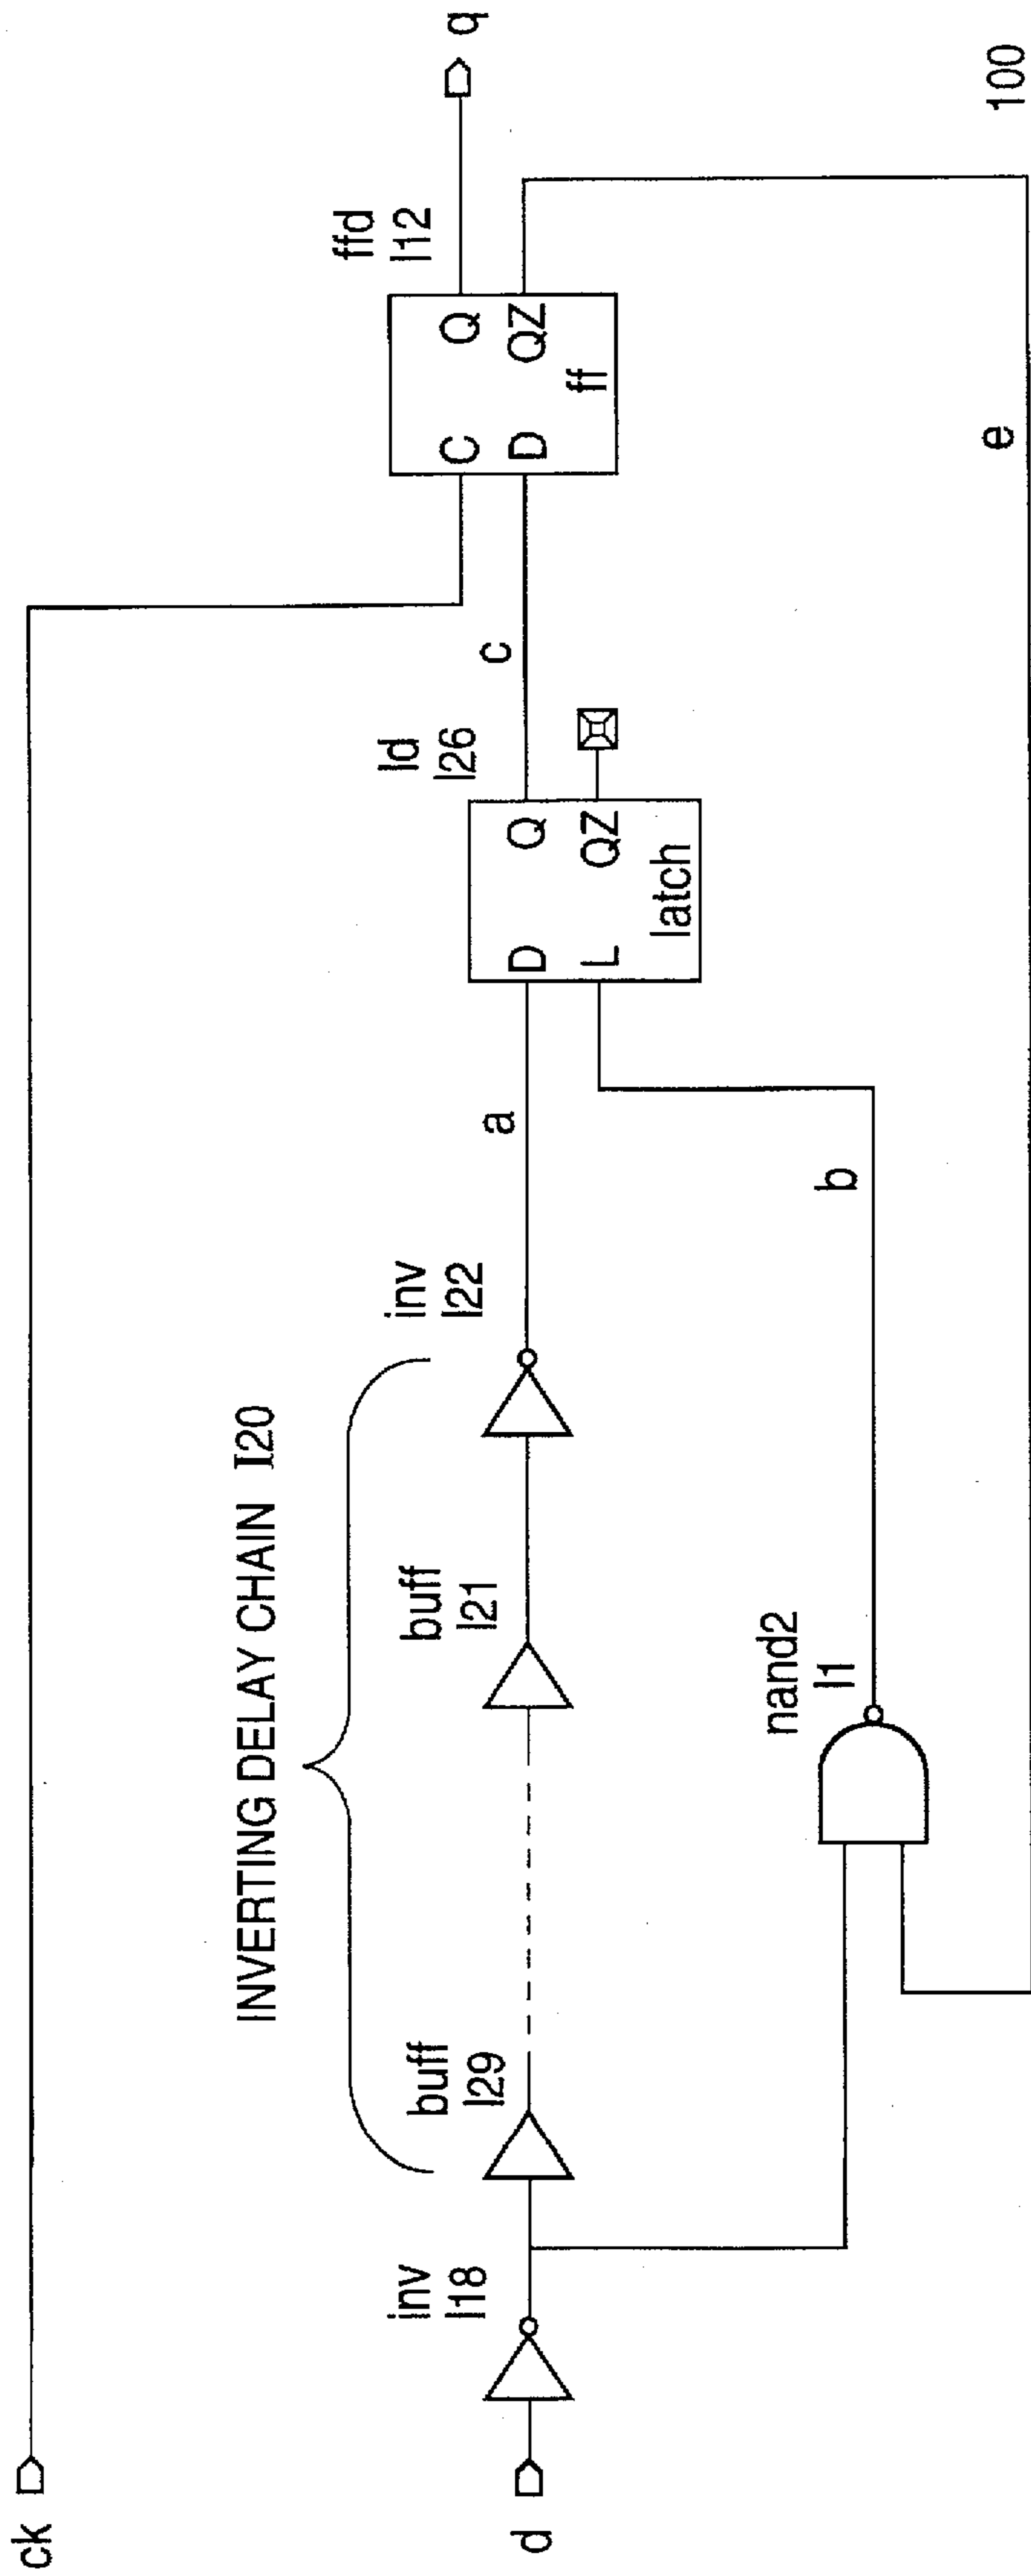 ck
d
inv
I18
INVERTING DELAY CHAIN I20
buff
I29
buff
I21
inv
I22
nand2
I1
a
b
ld
I26
D
Q
L
QZ
latch
c
ffd
I12
C
Q
D
QZ
ff
q
e
100